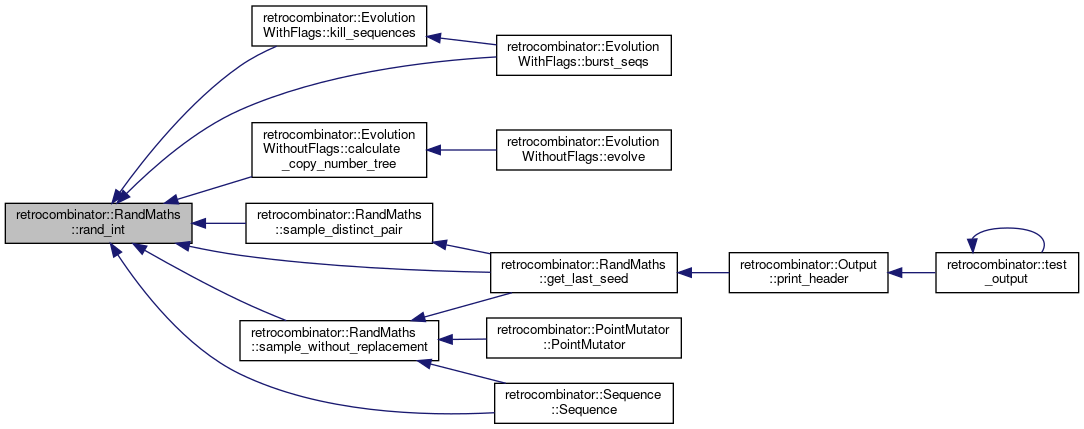 retrocombinator::Evolution
WithFlags::kill_sequences
retrocombinator::Evolution
WithFlags::burst_seqs
retrocombinator::Evolution
WithoutFlags::calculate
_copy_number_tree
retrocombinator::Evolution
WithoutFlags::evolve
retrocombinator::RandMaths
::rand_int
retrocombinator::RandMaths
::sample_distinct_pair
retrocombinator::RandMaths
::get_last_seed
retrocombinator::Output
::print_header
retrocombinator::test
_output
retrocombinator::RandMaths
::sample_without_replacement
retrocombinator::PointMutator
::PointMutator
retrocombinator::Sequence
::Sequence